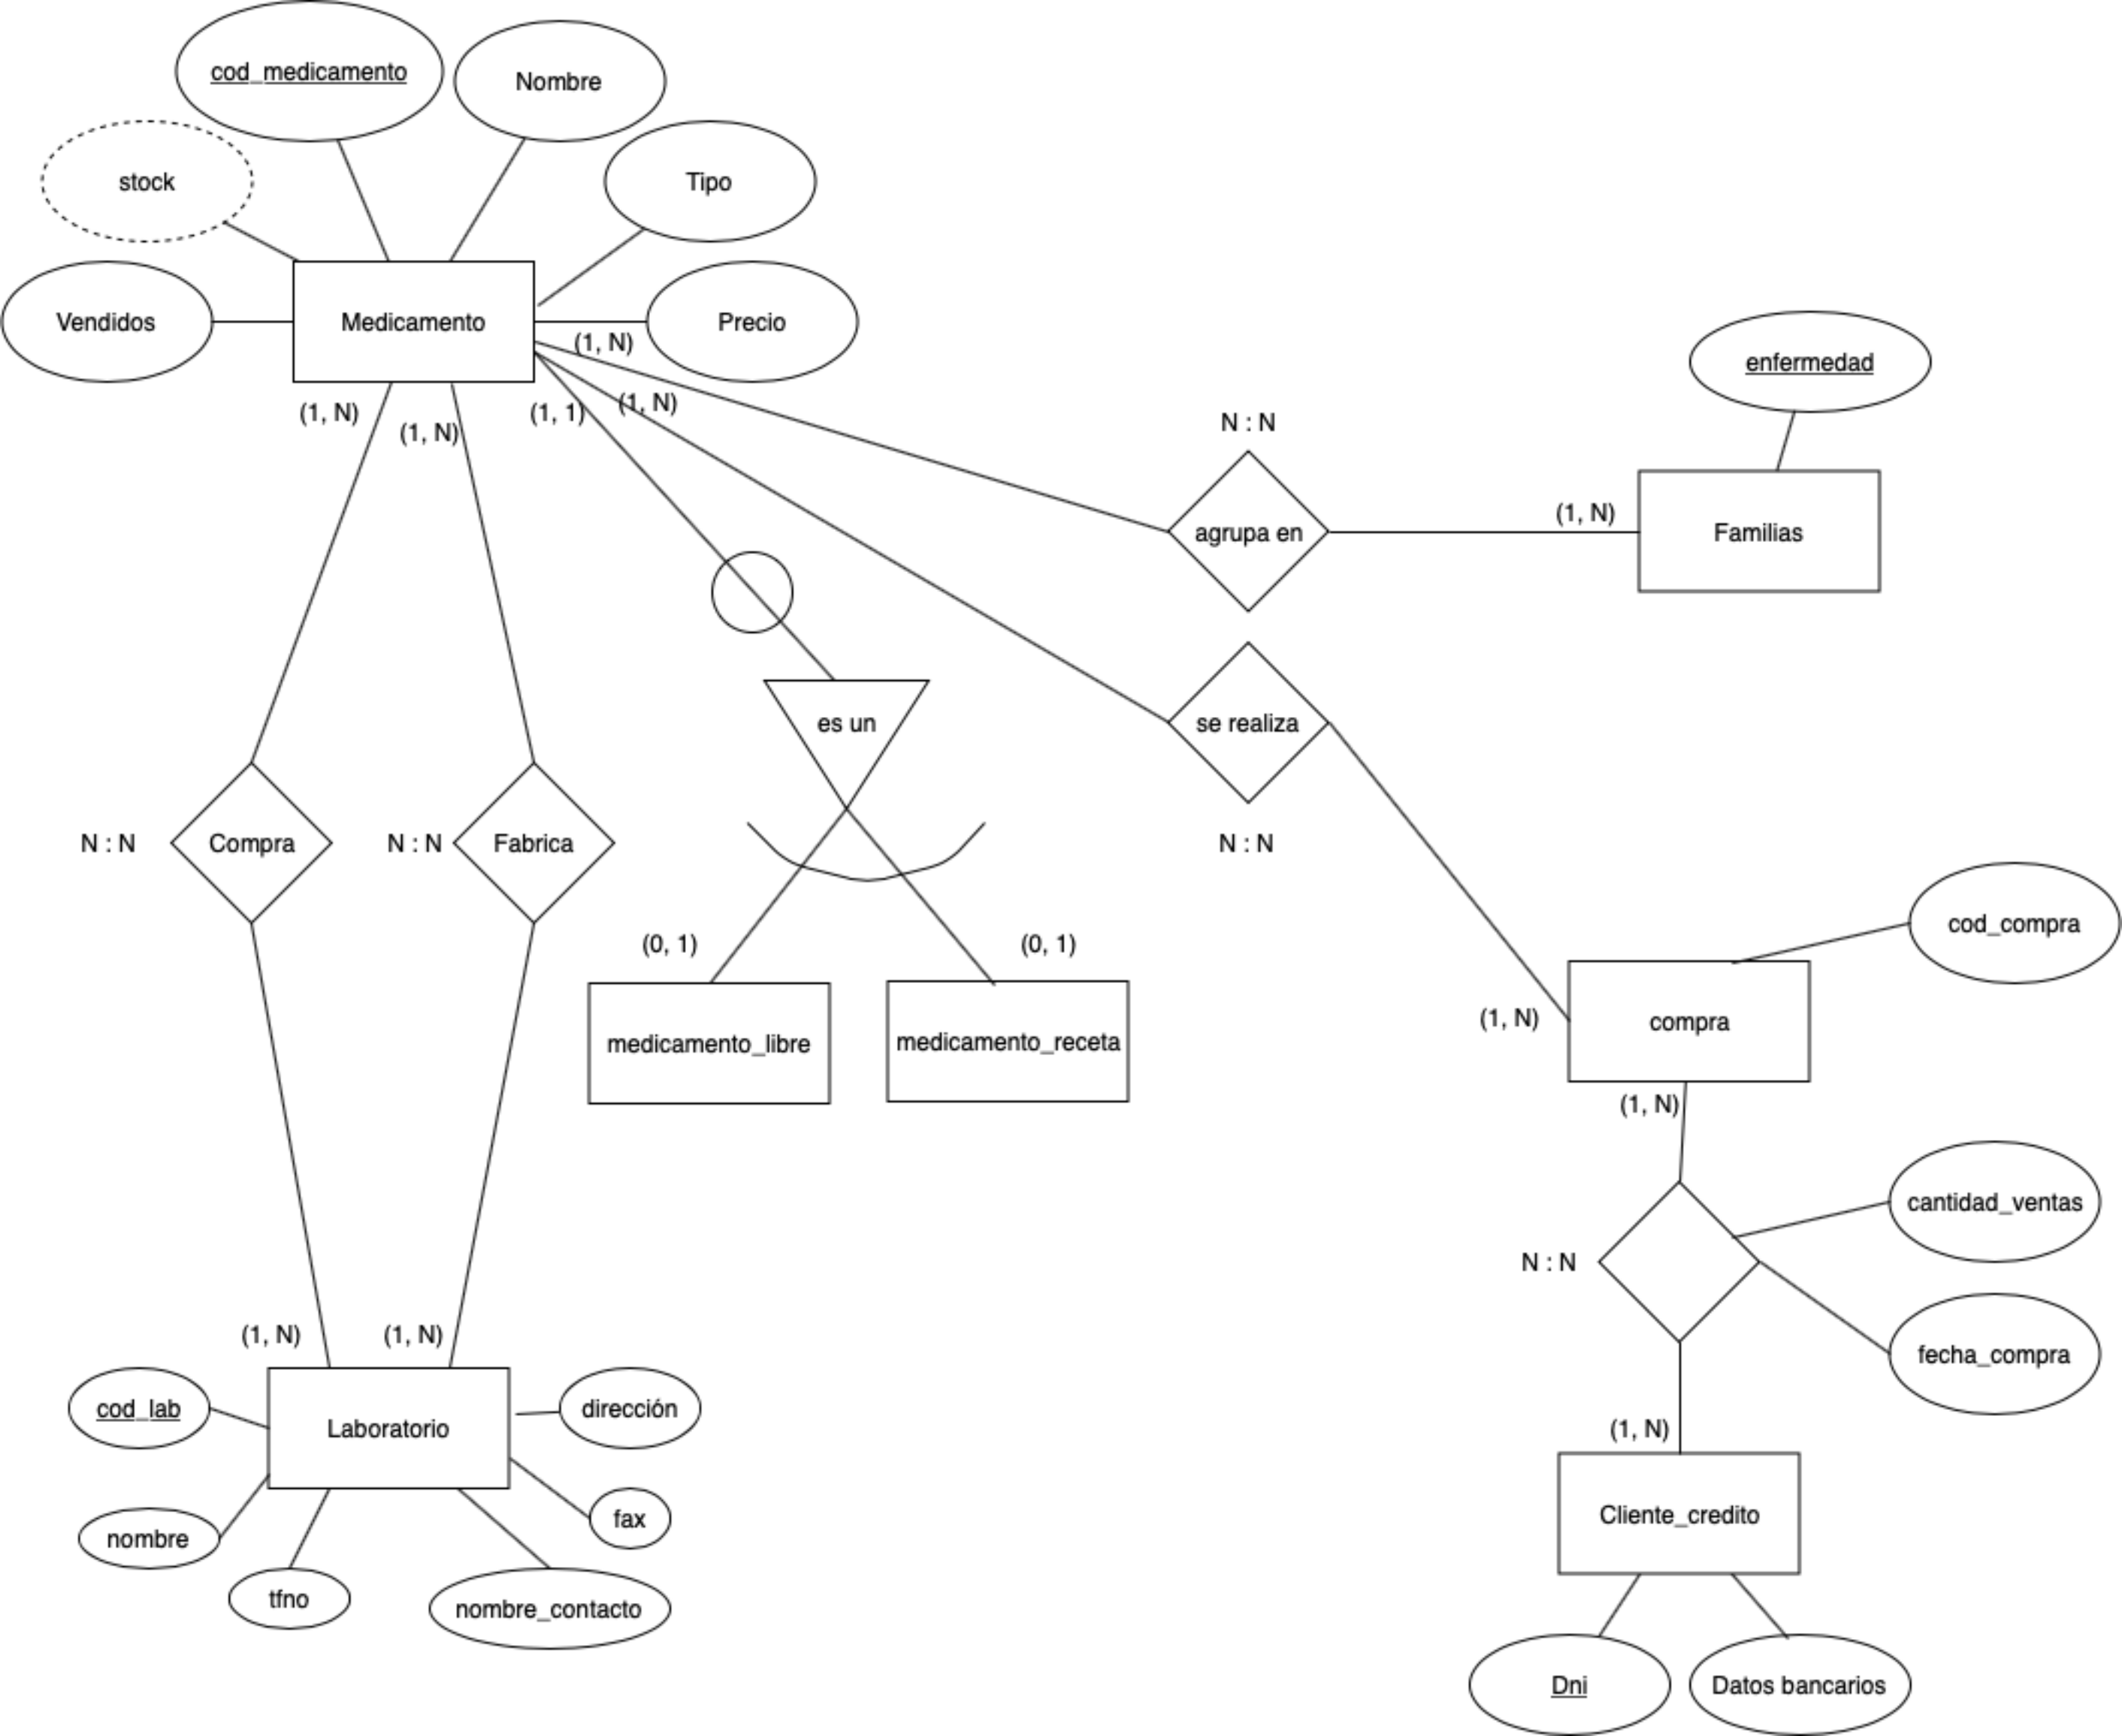 cod_medicamento
Nombre
stock
Tipo
Vendidos
Medicamento
Precio
(1, N)
enfermedad
(1, N)
(1, N)
(1, 1)
(1, N)
N : N
(1, N)
agrupa en
Familias
es un
se realiza
N : N
Compra
N : N
Fabrica
N : N
cod_compra
(0, 1)
(0, 1)
(1, N)
compra
medicamento_libre
medicamento_receta
(1, N)
cantidad_ventas
N : N
fecha_compra
(1, N)
(1, N)
(1, N)
cod_lab
Laboratorio
dirección
Cliente_credito
nombre
fax
tfno
nombre_contacto
Dni
Datos bancarios